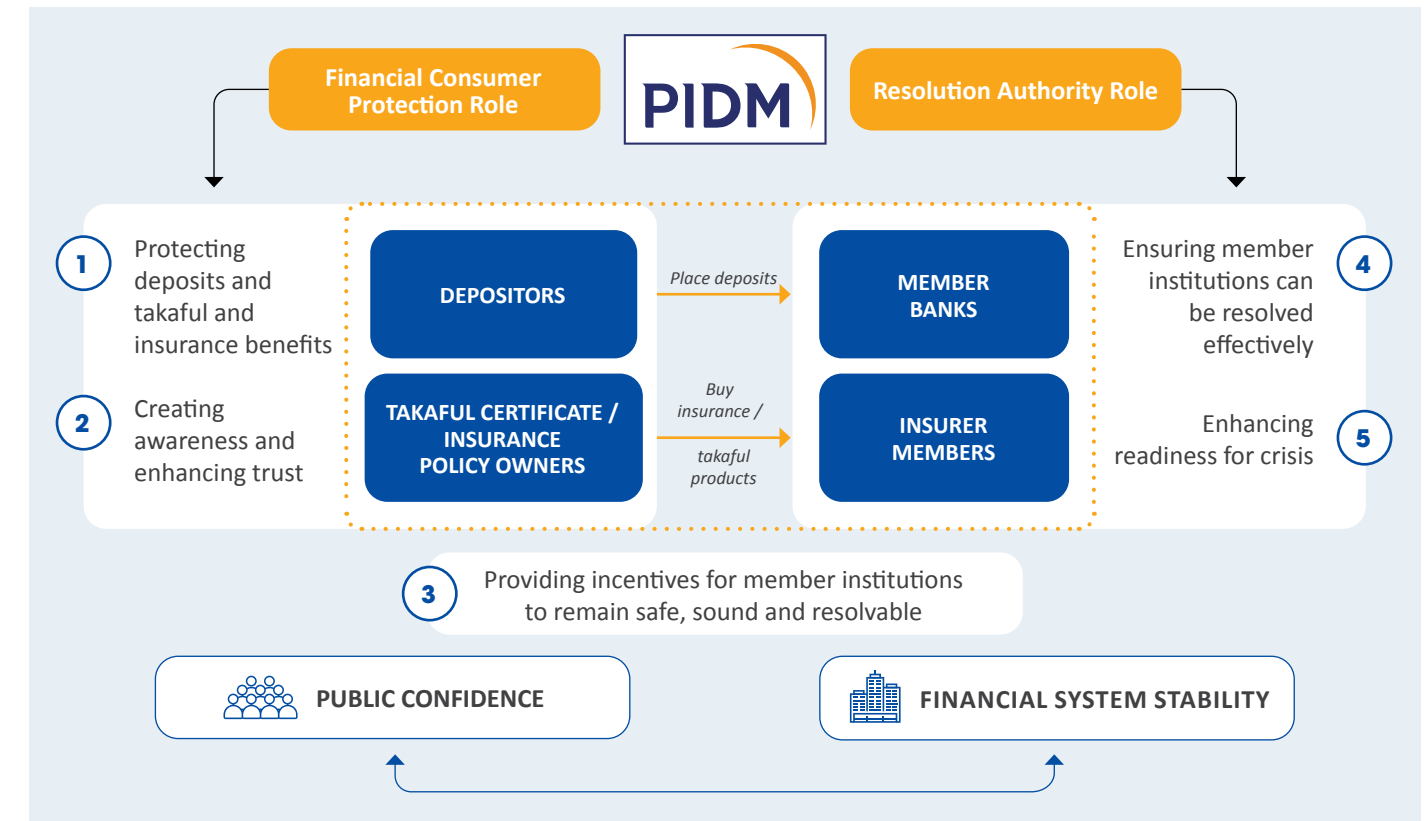 Financial Consumer
Protection Role
PIDM
Resolution Authority Role
1
Protecting
deposits and
takaful and
insurance benefits
2
Creating
awareness and
enhancing trust
DEPOSITORS
TAKAFUL CERTIFICATE /
INSURANCE
POLICY OWNERS
Place deposits
Buy
insurance /
takaful
products
MEMBER
BANKS
INSURER
MEMBERS
Ensuring member
institutions can
be resolved
effectively
4
Enhancing
readiness for crisis
5
3
Providing incentives for member institutions
to remain safe, sound and resolvable
PUBLIC CONFIDENCE
FINANCIAL SYSTEM STABILITY